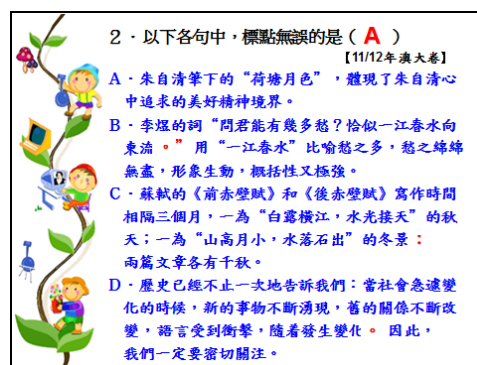 2．以下各句中，標點無誤的是（ A ）
【11/12年澳大卷】
A．朱自清筆下的“荷塘月色”，體現了朱自清心
中追求的美好精神境界。
B．李煜的詞“問君能有幾多愁？恰似一江春水向
東流。”用“一江春水”比喻愁之多，愁之綿綿
無盡，形象生動，概括性又極強。
C．蘇軾的《前赤壁賦》和《後赤壁賦》寫作時間
相隔三個月，一為“白露橫江，水光接天”的秋
天；一為“山高月小，水落石出”的冬景：
兩篇文章各有千秋。
D．歷史已經不止一次地告訴我們：當社會急遽變
化的時候，新的事物不斷湧現，舊的關係不斷改
變，語言受到衝擊，隨着發生變化。因此，
我們一定要密切關注。